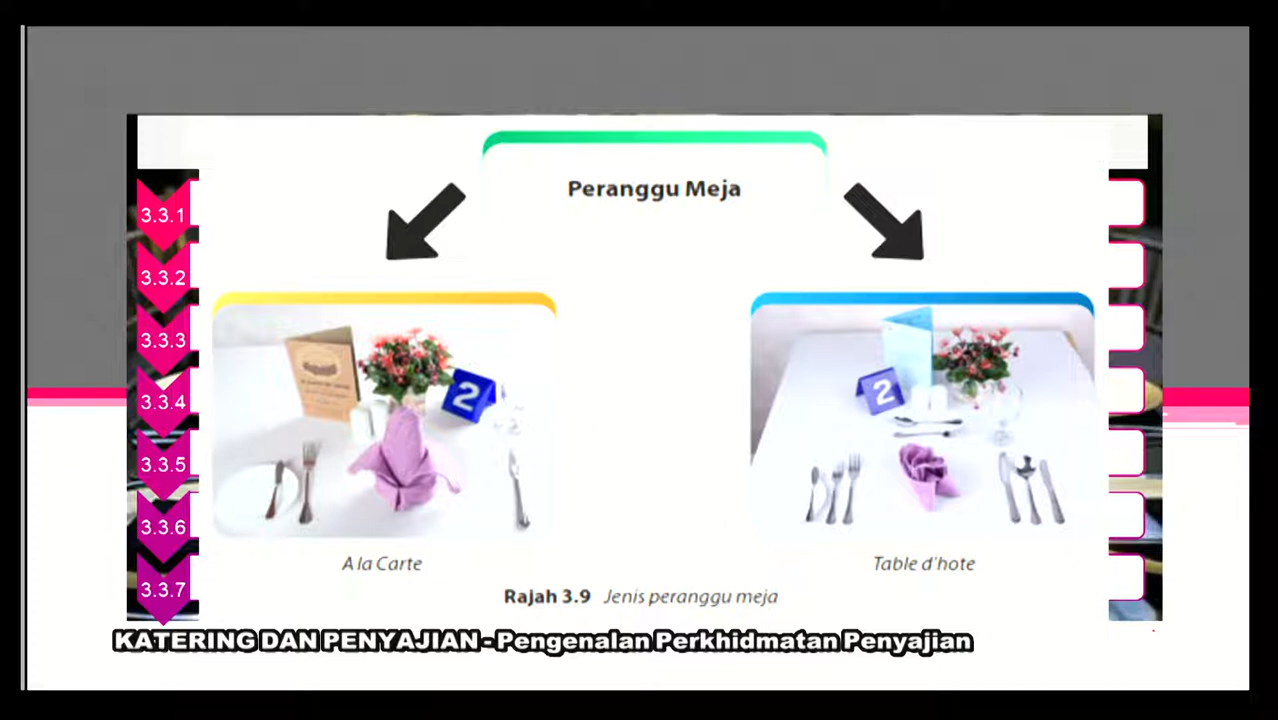 Peranggu Meja
3.3.1
3.3.2
3.3.3
3.3.4
3.3.5
3.3.6
3.3.7
2
2
A la Carte
Table d'hote
Rajah 3.9 Jenis peranggu meja
KATERING DAN PENYAJIAN - Pengenalan Perkhidmatan Penyajian